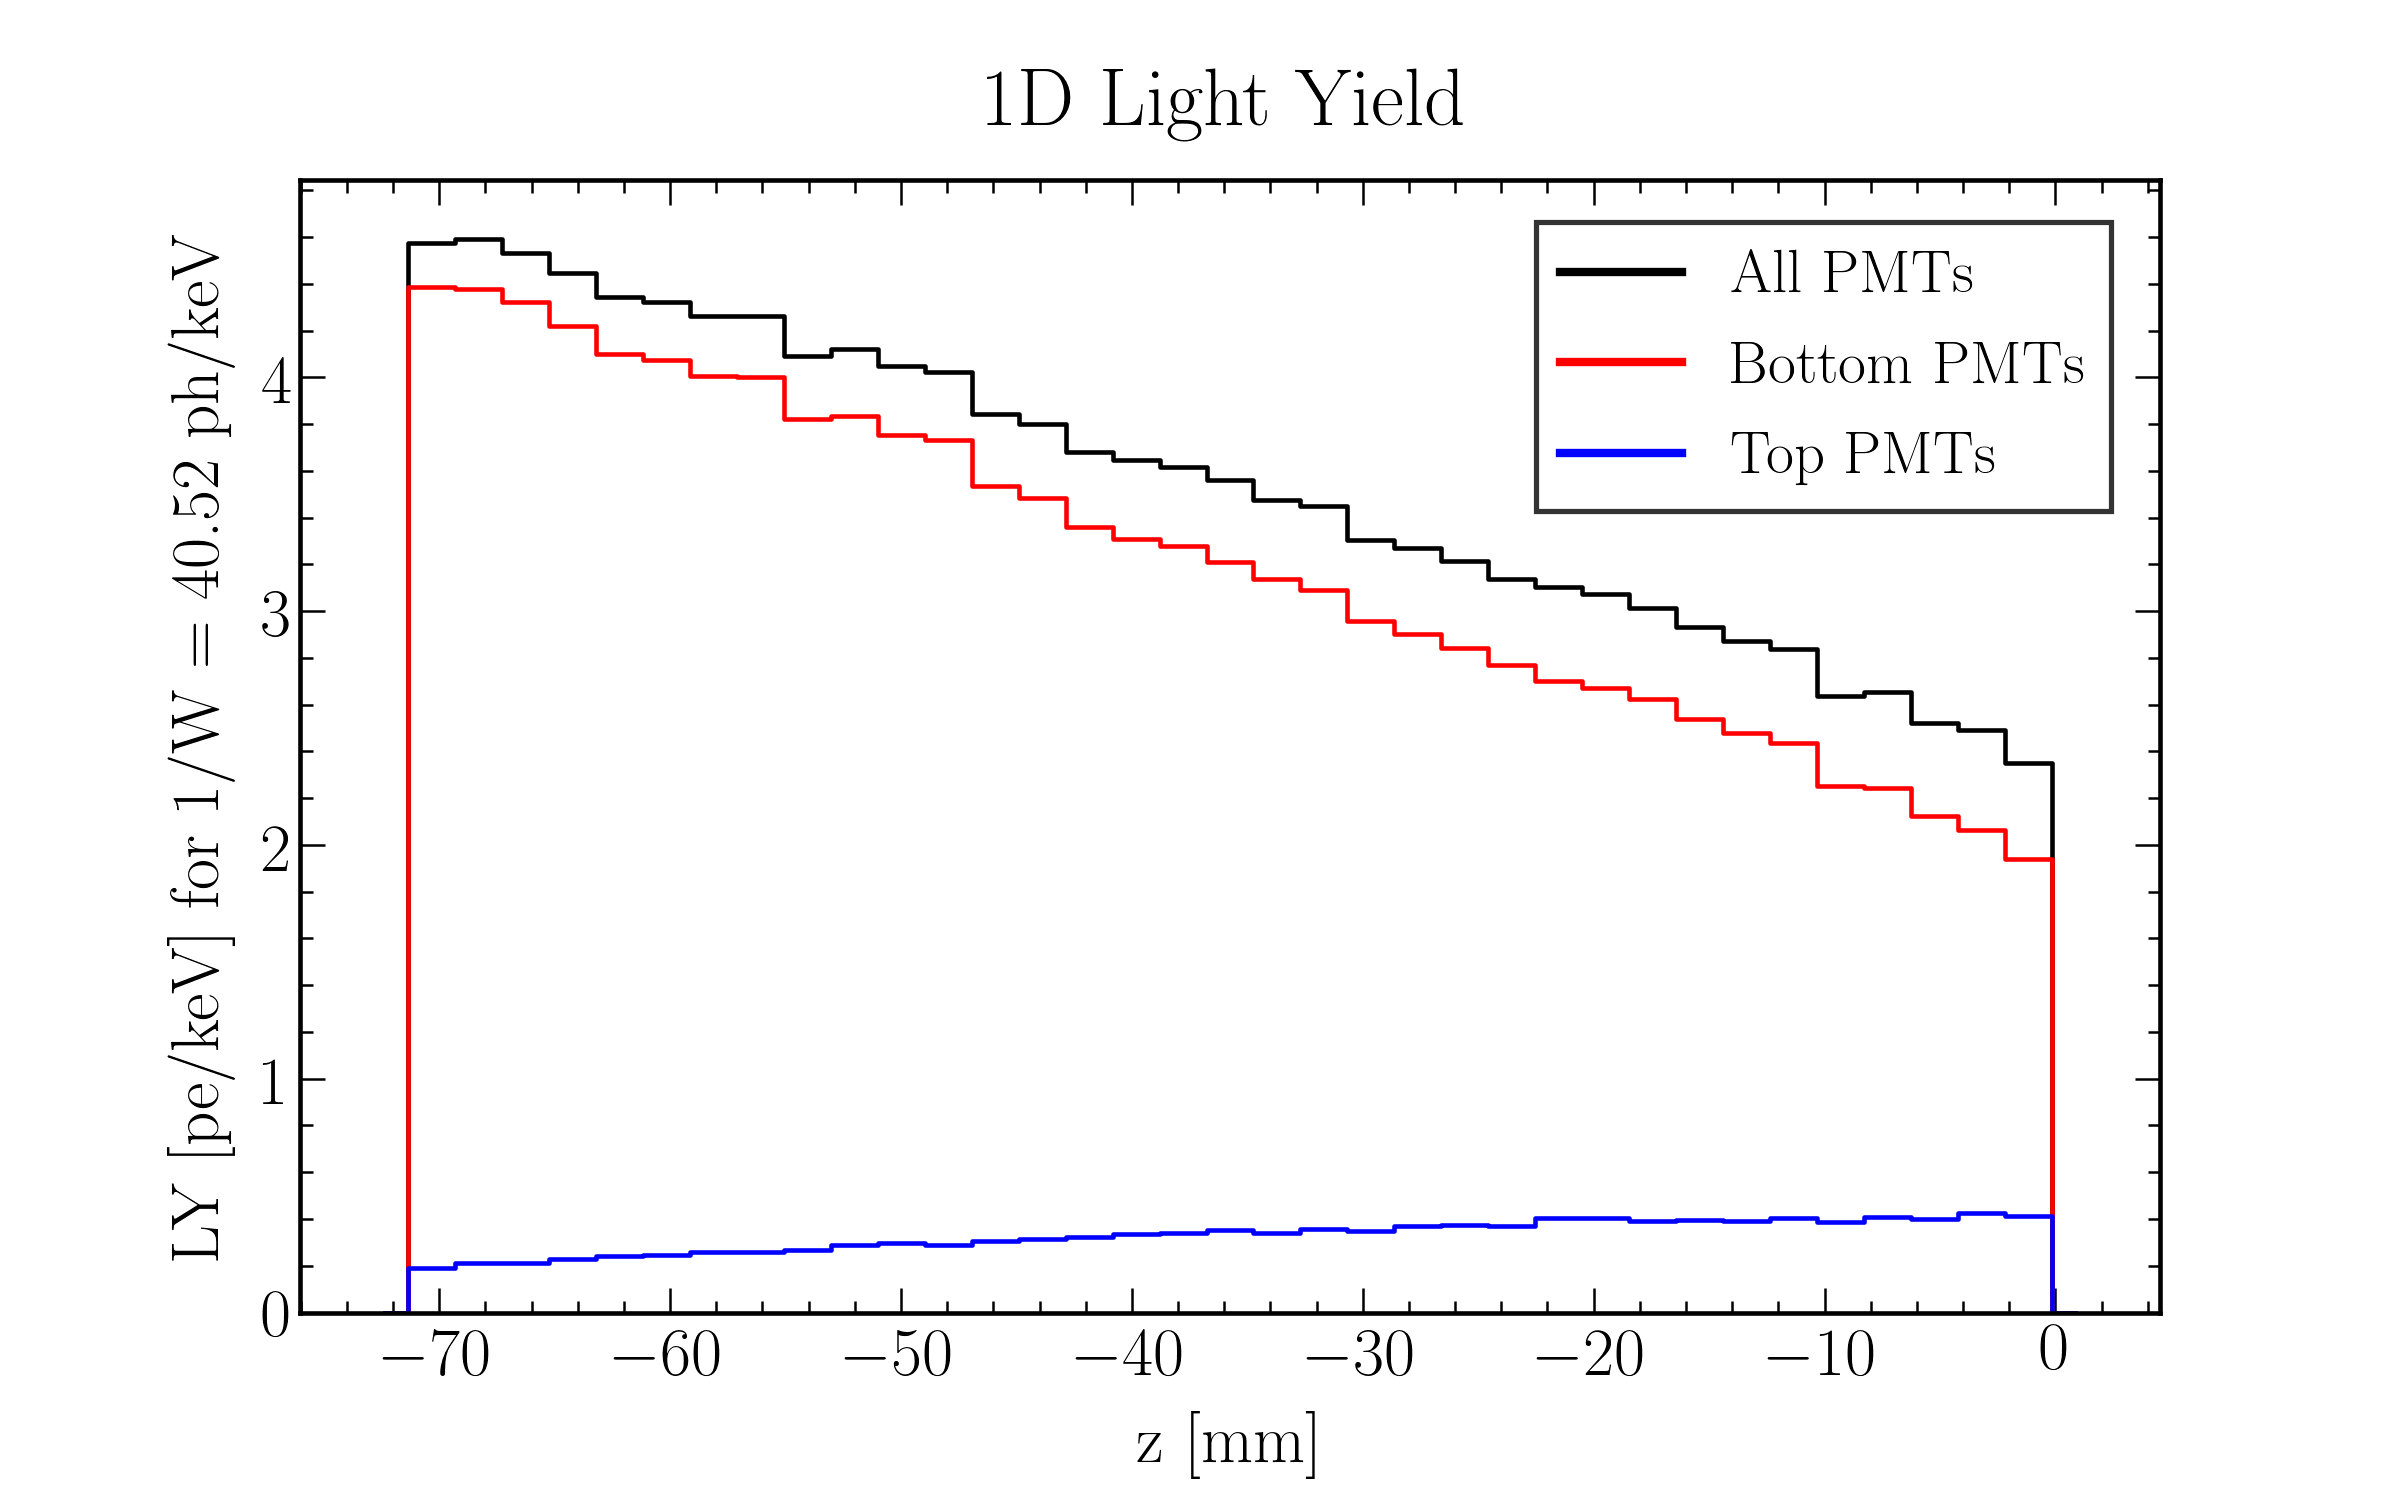 1D Light Yield
LY [pe/keV] for 1/W = 40.52 ph/keV
4
3
2
1
0
All PMTs
Bottom PMTs
Top PMTs
−70 −60 −50 −40 −30 −20 −10 0
z [mm]